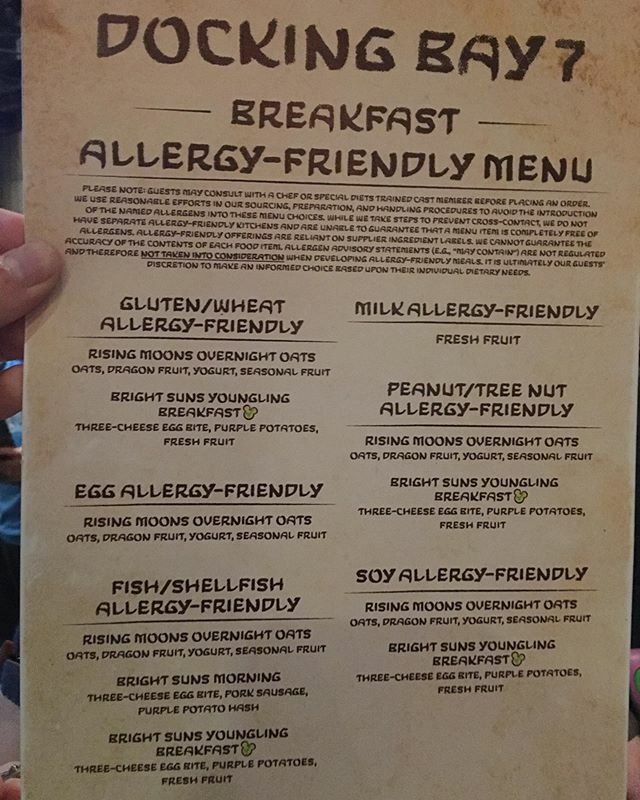 DOCKING BAY 7
BREAKFAST
ALLERGY-FRIENDLY MENU
PLEASE NOTE: GUESTS MAY CONSULT WITH A CHEF OR SPECIAL DIETS TRAINED CAST MEMBER BEFORE PLACING AN ORDER.
WE USE REASONABLE EFFORTS IN OUR SOURCING, PREPARATION, AND HANDLING PROCEDURES TO AVOID THE INTRODUCTION
OF THE NAMED ALLERGENS INTO THESE MENU CHOICES. WHILE WE TAKE STEPS TO PREVENT CROSS-CONTACT, WE DO NOT
HAVE SEPARATE ALLERGY-FRIENDLY KITCHENS AND ARE UNABLE TO GUARANTEE THAT A MENU ITEM IS COMPLETELY FREE OF
ALLERGENS. ALLERGY-FRIENDLY OFFERINGS ARE RELIANT ON SUPPLIER INGREDIENT LABELS. WE CANNOT GUARANTEE THE
ACCURACY OF THE CONTENTS OF EACH FOOD ITEM. ALLERGEN ADVISORY STATEMENTS (E.G., "MAY CONTAIN") ARE NOT REGULATED
AND THEREFORE NOT TAKEN INTO CONSIDERATION WHEN DEVELOPING ALLERGY-FRIENDLY MEALS. IT IS ULTIMATELY OUR GUESTS'
DISCRETION TO MAKE AN INFORMED CHOICE BASED UPON THEIR INDIVIDUAL DIETARY NEEDS.
GLUTEN/WHEAT
ALLERGY-FRIENDLY
RISING MOONS OVERNIGHT OATS
OATS, DRAGON FRUIT, YOGURT, SEASONAL FRUIT
BRIGHT SUNS YOUNGLING
BREAKFAST
THREE-CHEESE EGG BITE, PURPLE POTATOES,
FRESH FRUIT
EGG ALLERGY-FRIENDLY
RISING MOONS OVERNIGHT OATS
OATS, DRAGON FRUIT, YOGURT, SEASONAL FRUIT
FISH/SHELLFISH
ALLERGY-FRIENDLY
RISING MOONS OVERNIGHT OATS
OATS, DRAGON FRUIT, YOGURT, SEASONAL FRUIT
BRIGHT SUNS MORNING
THREE-CHEESE EGG BITE, PORK SAUSAGE,
PURPLE POTATO HASH
BRIGHT SUNS YOUNGLING
BREAKFAST
THREE-CHEESE EGG BITE, PURPLE POTATOES,
FRESH FRUIT
MILK ALLERGY-FRIENDLY
FRESH FRUIT
PEANUT/TREE NUT
ALLERGY-FRIENDLY
RISING MOONS OVERNIGHT OATS
OATS, DRAGON FRUIT, YOGURT, SEASONAL FRUIT
BRIGHT SUNS YOUNGLING
BREAKFAST
THREE-CHEESE EGG BITE, PURPLE POTATOES,
FRESH FRUIT
SOY ALLERGY-FRIENDLY
RISING MOONS OVERNIGHT OATS
OATS, DRAGON FRUIT, YOGURT, SEASONAL FRUIT
BRIGHT SUNS YOUNGLING
BREAKFAST
THREE-CHEESE EGG BITE, PURPLE POTATOES,
FRESH FRUIT